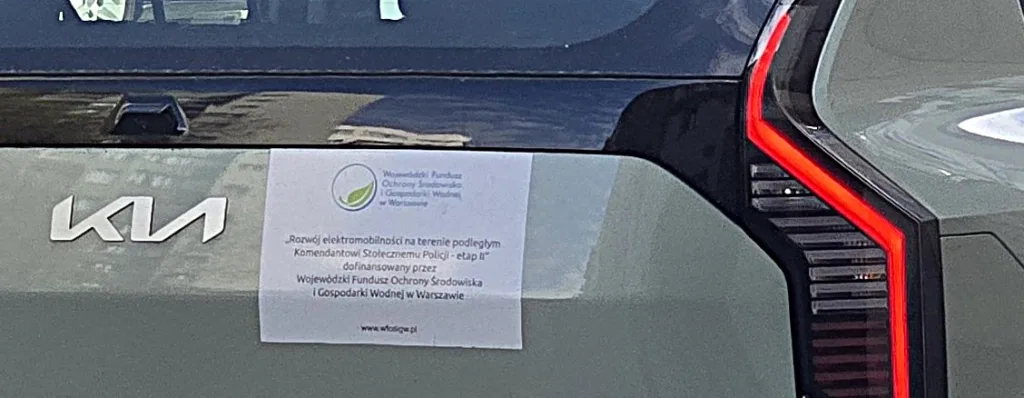 KIA
Wojewódzki Fundusz
Ochrony Środowiska
i Gospodarki Wodnej
w Warszawie
„Rozwój elektromobilności na terenie podległym
Komendantowi Stołecznemu Policji - etap II”
dofinansowany przez
Wojewódzki Fundusz Ochrony Środowiska
i Gospodarki Wodnej w Warszawie
www.wfosigw.pl